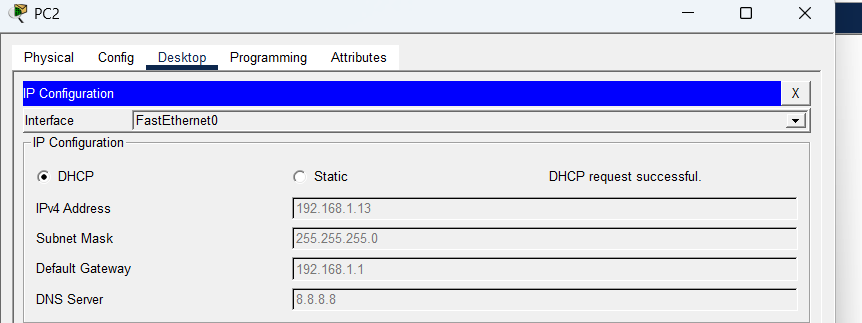 PC2
Physical Config Desktop Programming Attributes
IP Configuration X
Interface FastEthernet0
IP Configuration
DHCP Static DHCP request successful.
IPv4 Address 192.168.1.13
Subnet Mask 255.255.255.0
Default Gateway 192.168.1.1
DNS Server 8.8.8.8